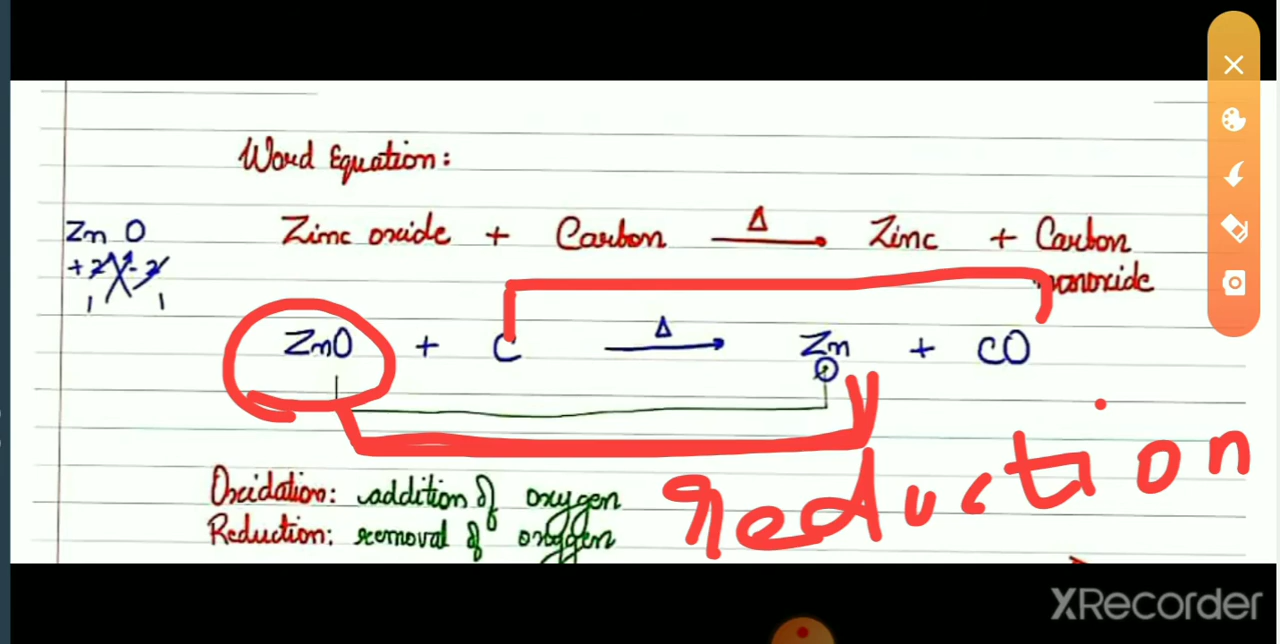 Word Equation:
Zn O
Zinc oxide + Carbon Δ→ Zinc + Carbon
+2 -2
monoxide
1 1
ZnO + C Δ→ Zn + CO
Oxidation: addition of oxygen
Reduction: removal of oxygen
reduction
XRecorder